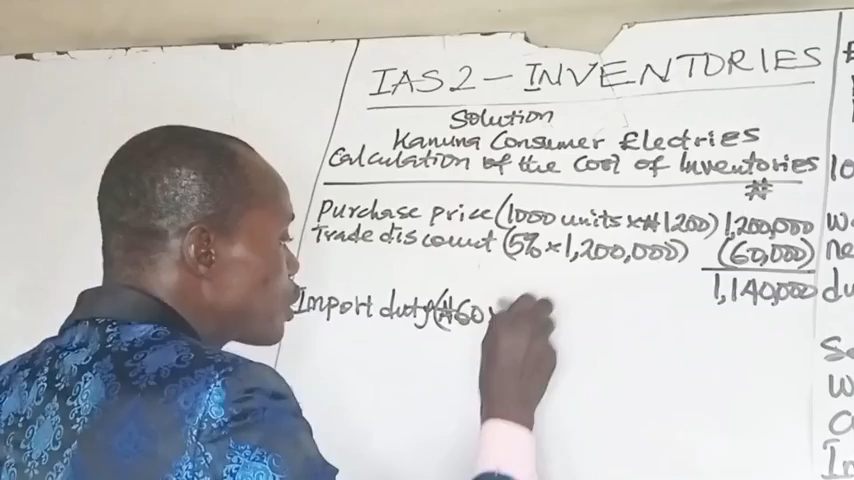 IAS 2 - INVENTORIES
Solution
Kanuna Consumer Electries
Calculation of the Cost of Inventories
₦
Purchase price (1000 units x ₦1200) 1,200,000
Trade discount (5% x 1,200,000) (60,000)
1,140,000
Import duty (₦60 x